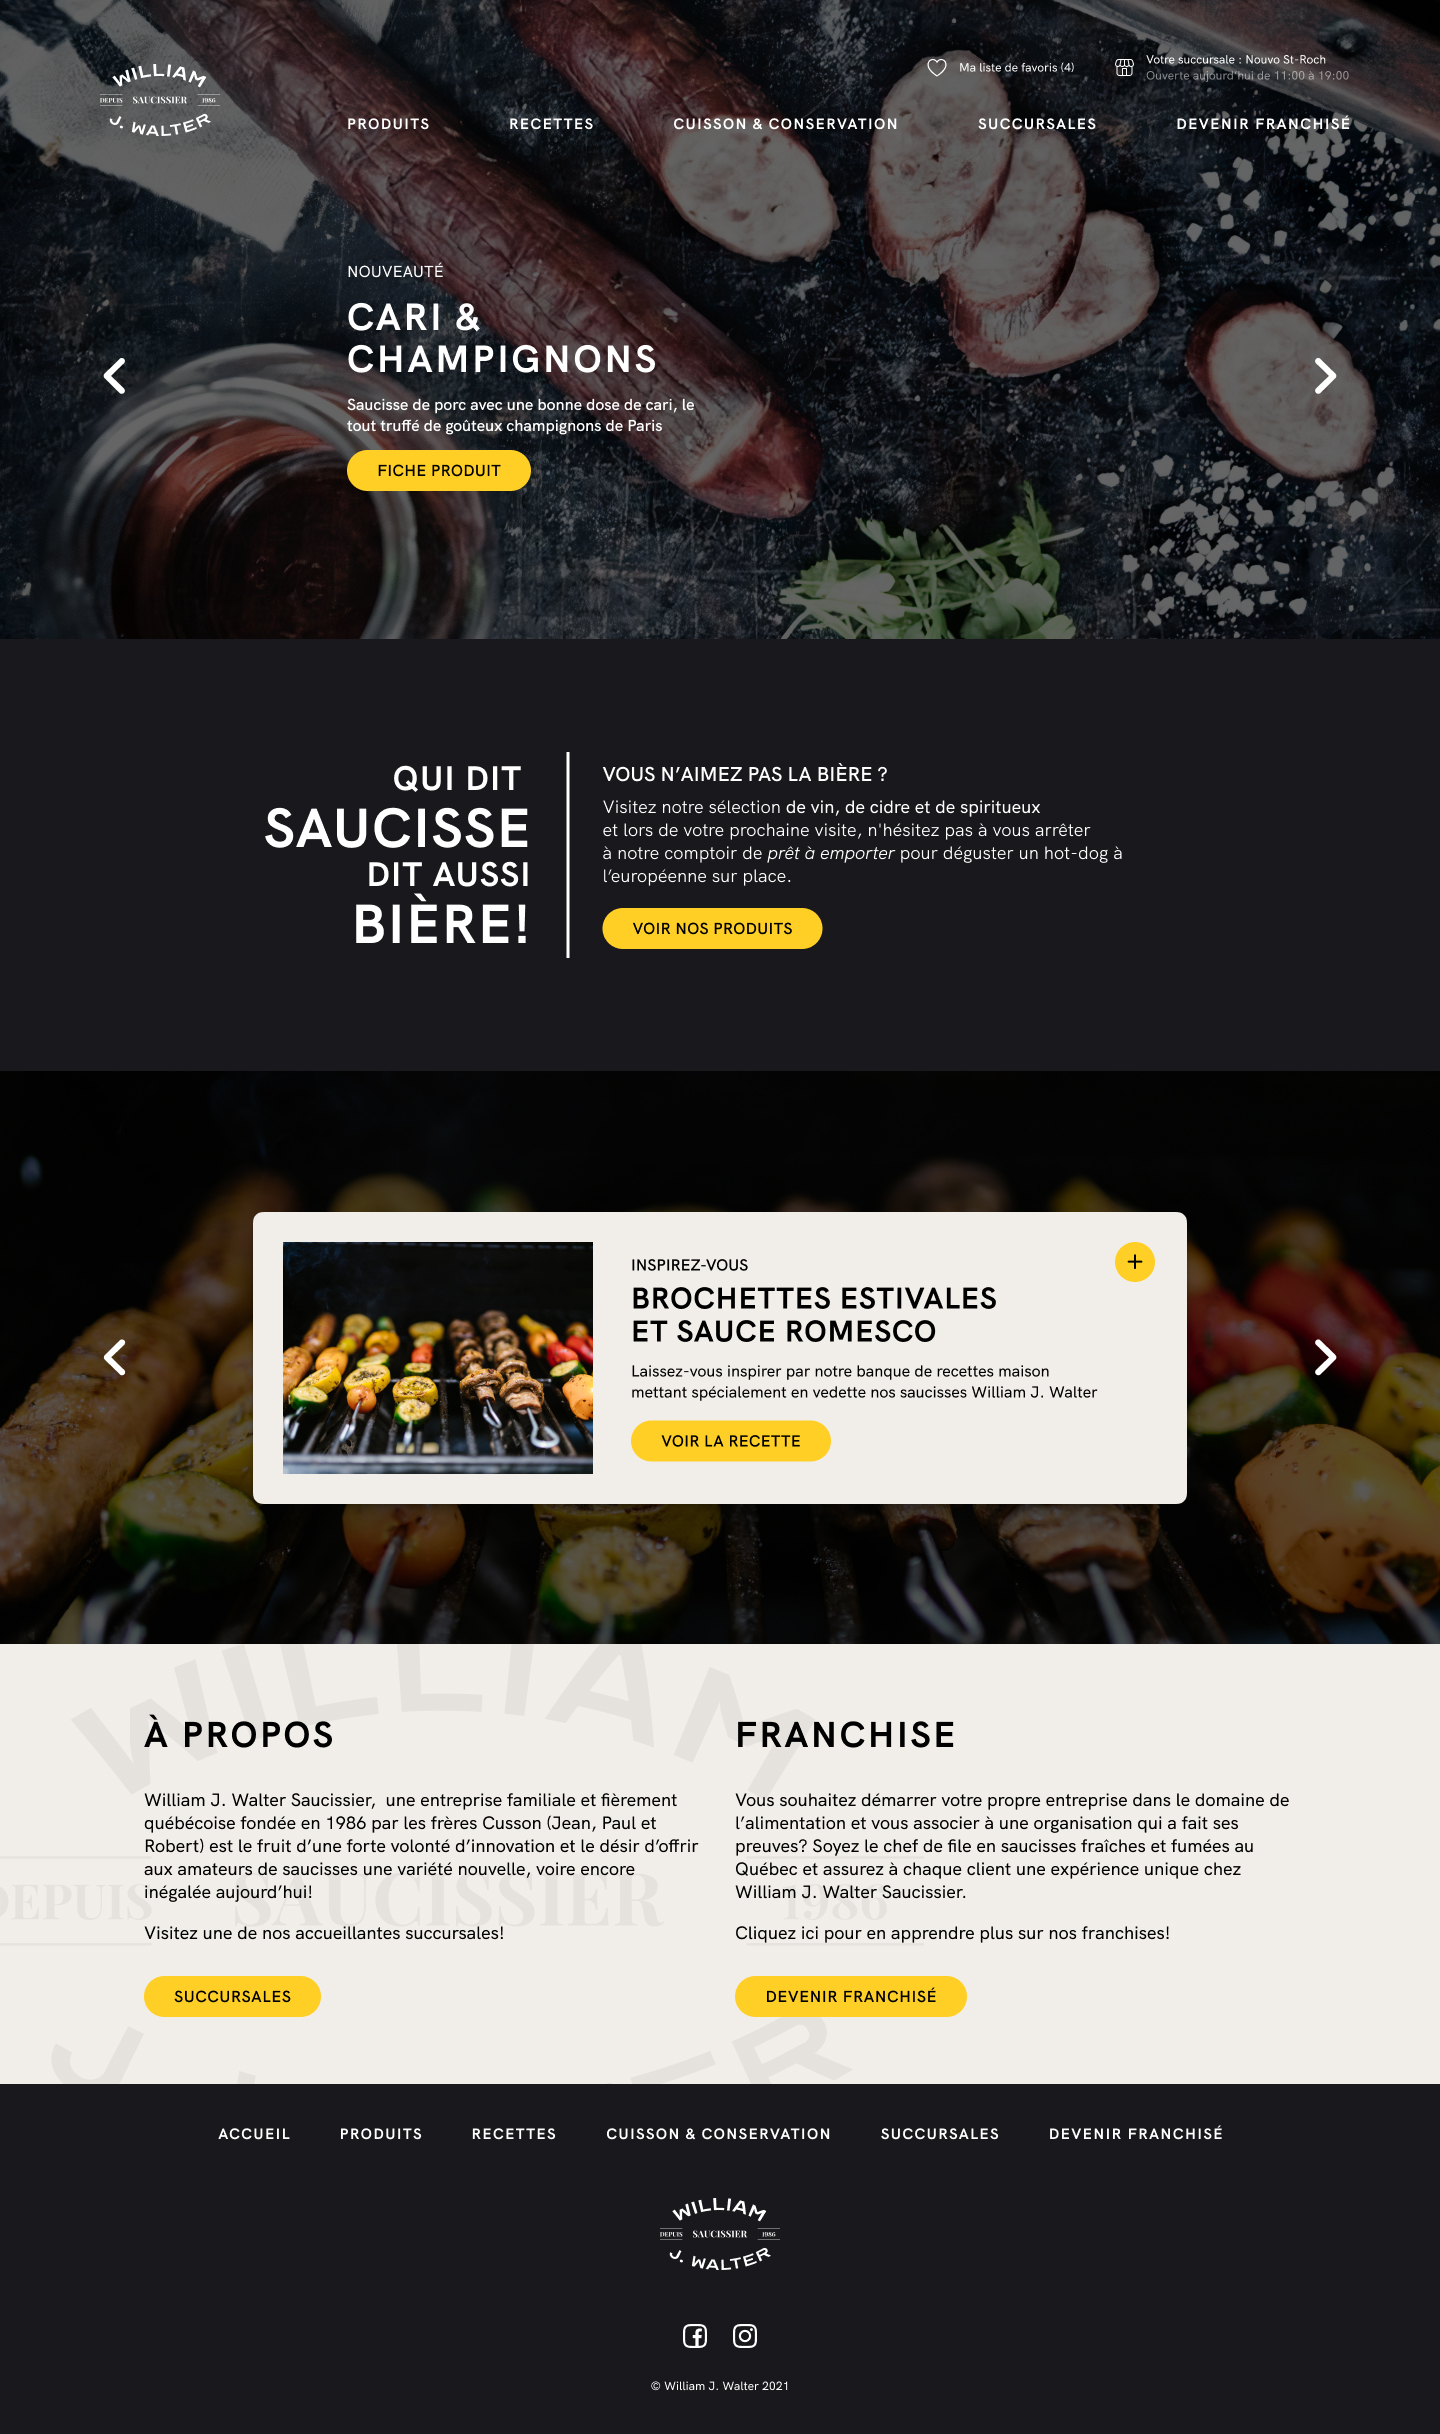 WILLIAM
DEPUIS SAUCISSIER 1986
J. WALTER
Ma liste de favoris (4)
Votre succursale : Nouvo St-Roch
Ouverte aujourd'hui de 11:00 à 19:00
PRODUITS RECETTES CUISSON & CONSERVATION SUCCURSALES DEVENIR FRANCHISÉ
NOUVEAUTÉ
CARI &
CHAMPIGNONS
Saucisse de porc avec une bonne dose de cari, le
tout truffé de goûteux champignons de Paris
FICHE PRODUIT
QUI DIT
SAUCISSE
DIT AUSSI
BIÈRE!
VOUS N’AIMEZ PAS LA BIÈRE ?
Visitez notre sélection de vin, de cidre et de spiritueux
et lors de votre prochaine visite, n'hésitez pas à vous arrêter
à notre comptoir de prêt à emporter pour déguster un hot-dog à
l’européenne sur place.
VOIR NOS PRODUITS
INSPIREZ-VOUS
BROCHETTES ESTIVALES
ET SAUCE ROMESCO
Laissez-vous inspirer par notre banque de recettes maison
mettant spécialement en vedette nos saucisses William J. Walter
VOIR LA RECETTE
WILLIAM
DEPUIS SAUCISSIER 1986
À PROPOS
William J. Walter Saucissier, une entreprise familiale et fièrement
québécoise fondée en 1986 par les frères Cusson (Jean, Paul et
Robert) est le fruit d’une forte volonté d’innovation et le désir d’offrir
aux amateurs de saucisses une variété nouvelle, voire encore
inégalée aujourd’hui!
Visitez une de nos accueillantes succursales!
SUCCURSALES
FRANCHISE
Vous souhaitez démarrer votre propre entreprise dans le domaine de
l’alimentation et vous associer à une organisation qui a fait ses
preuves? Soyez le chef de file en saucisses fraîches et fumées au
Québec et assurez à chaque client une expérience unique chez
William J. Walter Saucissier.
Cliquez ici pour en apprendre plus sur nos franchises!
DEVENIR FRANCHISÉ
ACCUEIL PRODUITS RECETTES CUISSON & CONSERVATION SUCCURSALES DEVENIR FRANCHISÉ
WILLIAM
DEPUIS SAUCISSIER 1986
J. WALTER
© William J. Walter 2021